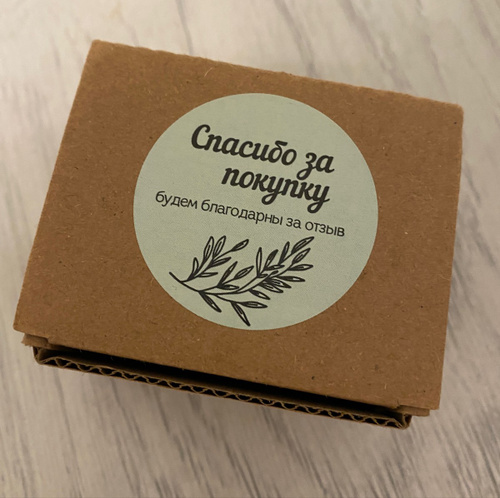 Спасибо за
покупку
будем благодарны за отзыв